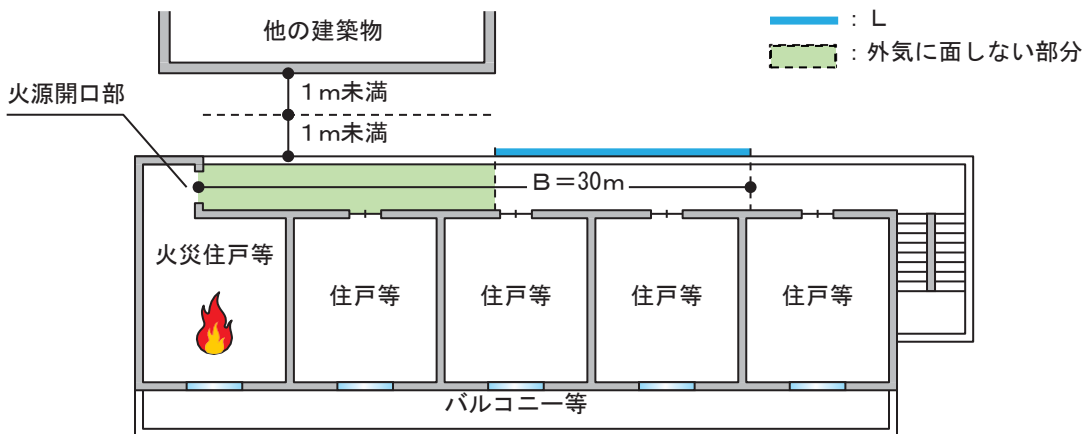 他の建築物
：L
：外気に面しない部分
火源開口部
1m未満
1m未満
B＝30m
火災住戸等
住戸等
住戸等
住戸等
住戸等
バルコニー等